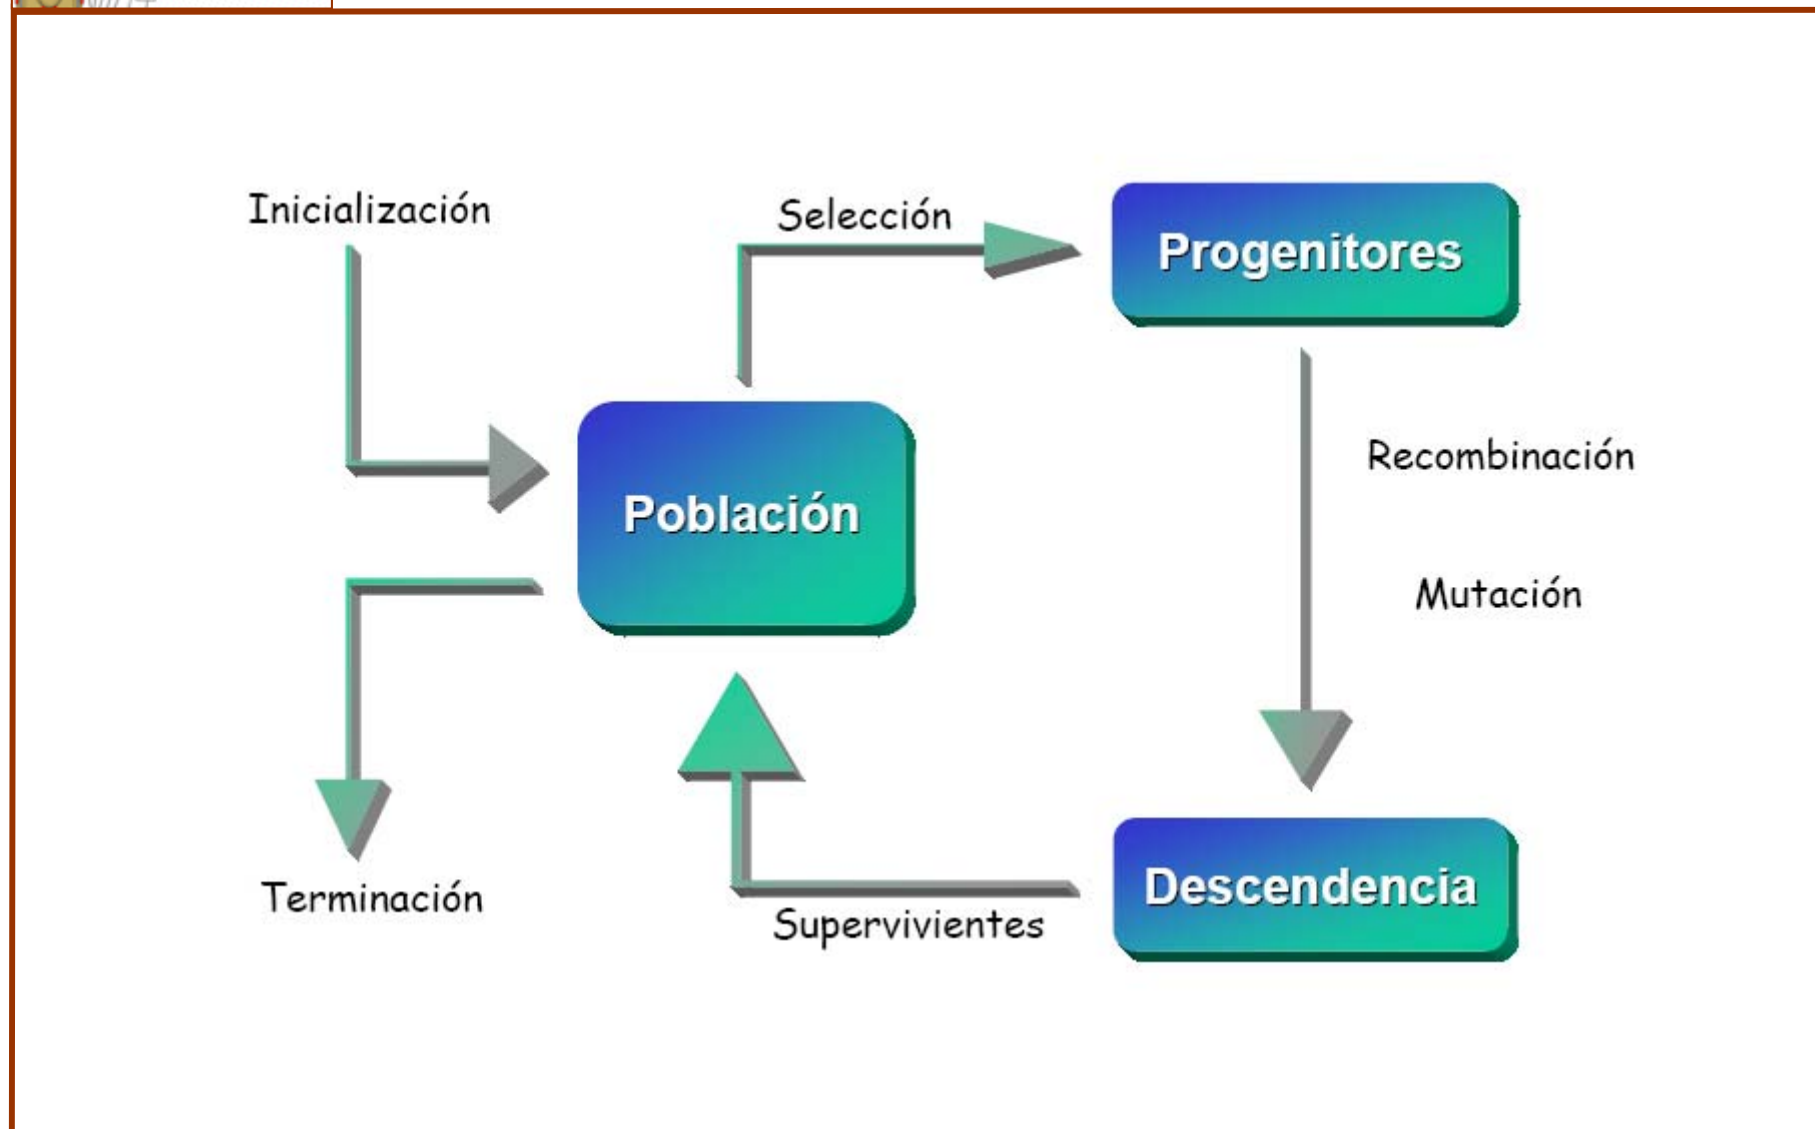 Inicialización
Selección
Progenitores
Recombinación
Población
Mutación
Terminación
Supervivientes
Descendencia